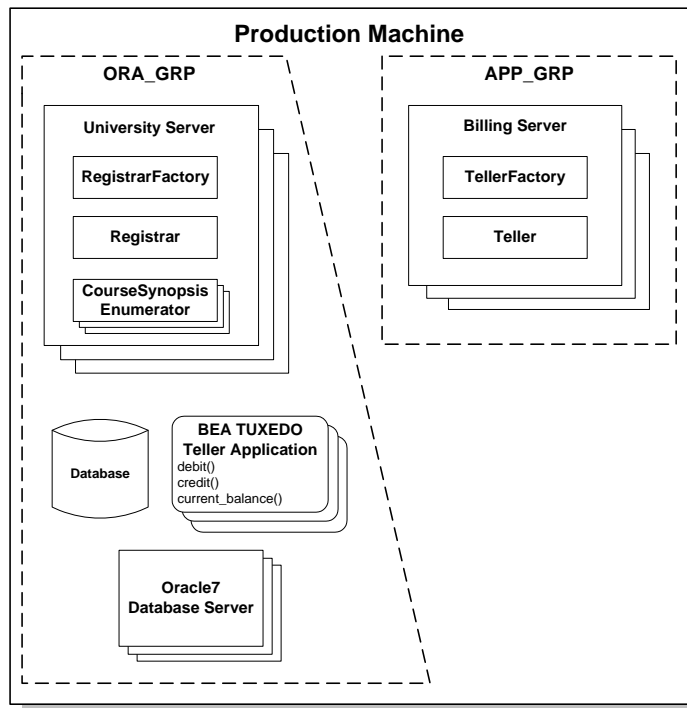 Production Machine
ORA_GRP
University Server
RegistrarFactory
Registrar
CourseSynopsis
Enumerator
Database
BEA TUXEDO
Teller Application
debit()
credit()
current_balance()
Oracle7
Database Server
APP_GRP
Billing Server
TellerFactory
Teller